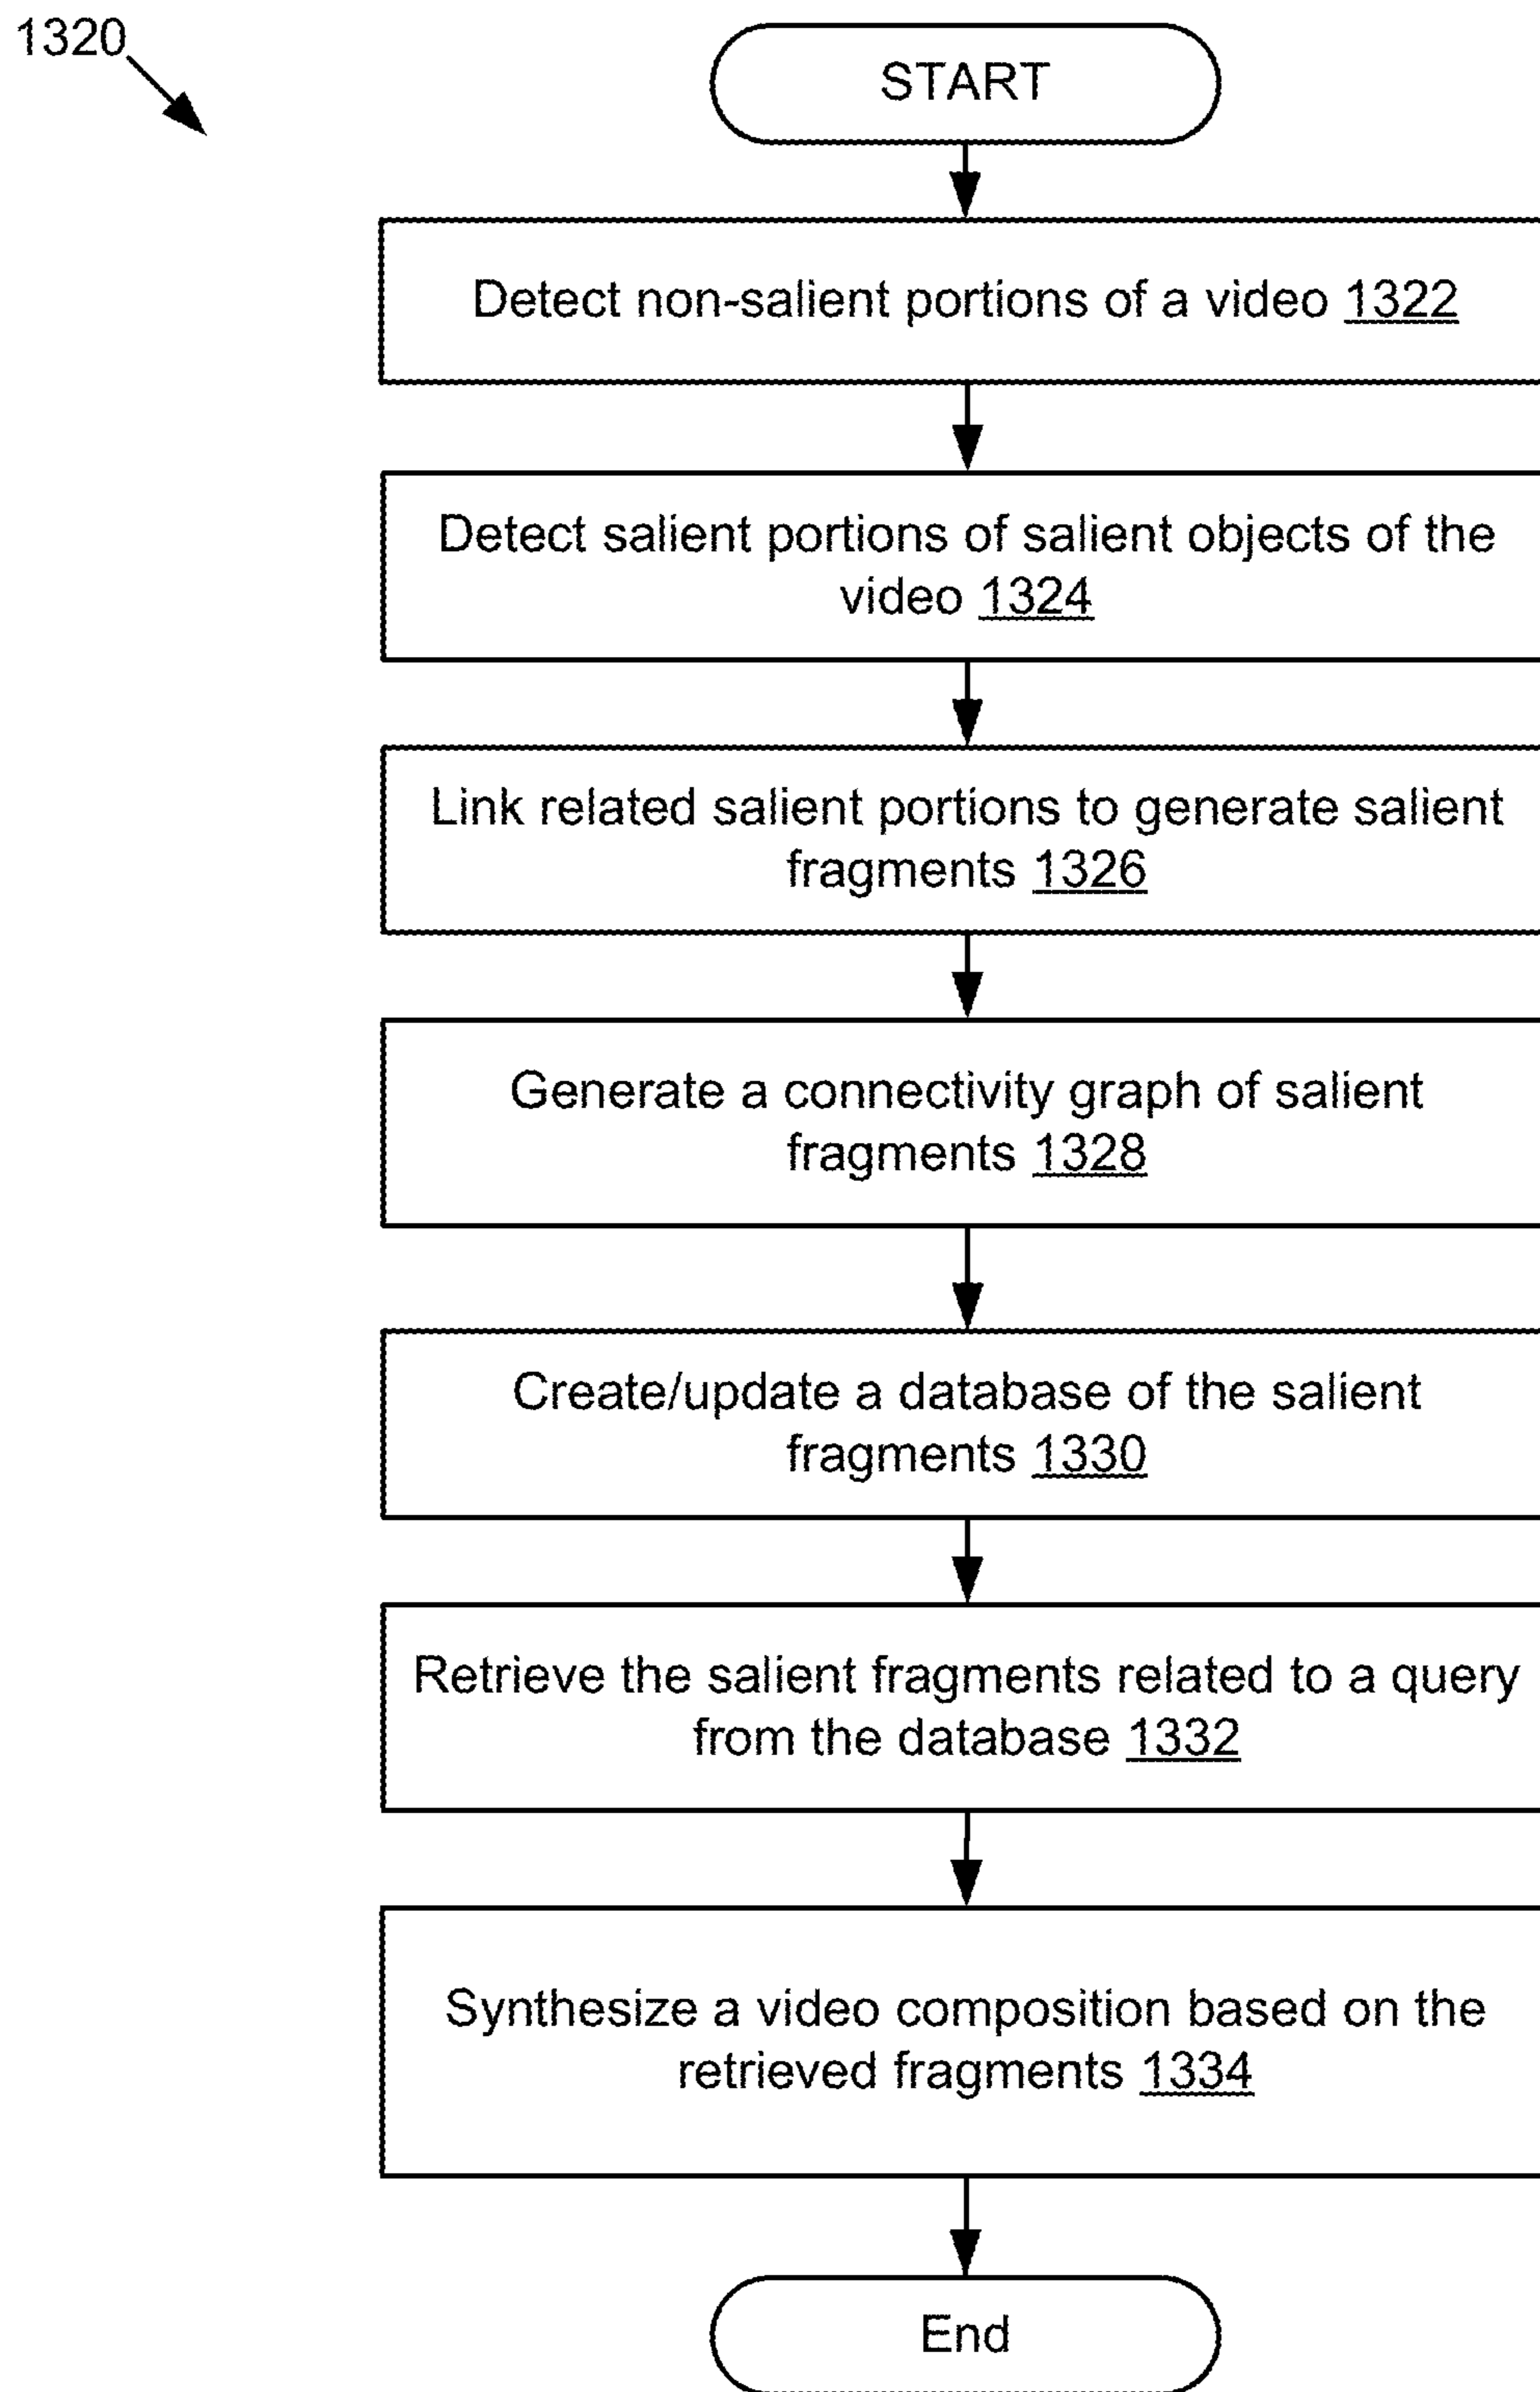 1320
START
Detect non-salient portions of a video 1322
Detect salient portions of salient objects of the
video 1324
Link related salient portions to generate salient
fragments 1326
Generate a connectivity graph of salient
fragments 1328
Create/update a database of the salient
fragments 1330
Retrieve the salient fragments related to a query
from the database 1332
Synthesize a video composition based on the
retrieved fragments 1334
End